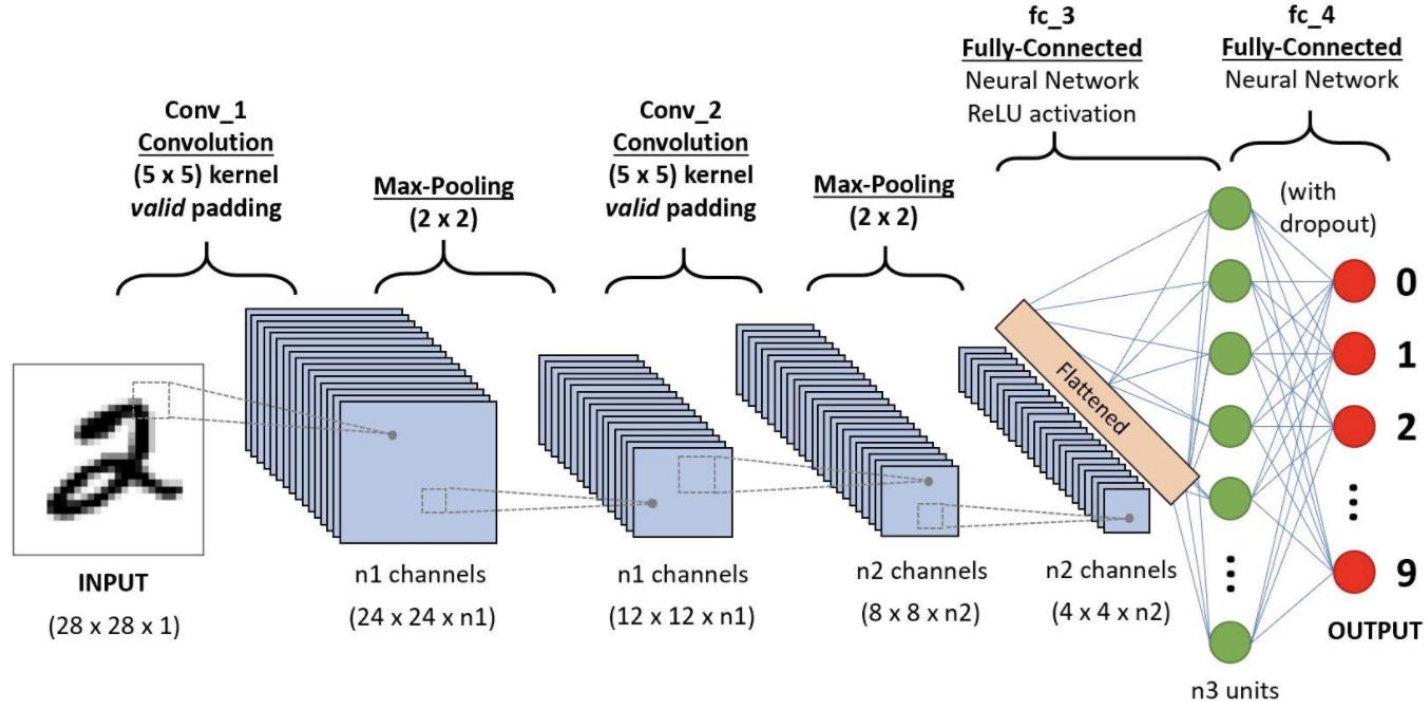 Conv_1
Convolution
(5 x 5) kernel
valid padding
Max-Pooling
(2 x 2)
Conv_2
Convolution
(5 x 5) kernel
valid padding
Max-Pooling
(2 x 2)
fc_3
Fully-Connected
Neural Network
ReLU activation
fc_4
Fully-Connected
Neural Network
(with
dropout)
INPUT
(28 x 28 x 1)
n1 channels
(24 x 24 x n1)
n1 channels
(12 x 12 x n1)
n2 channels
(8 x 8 x n2)
n2 channels
(4 x 4 x n2)
Flattened
n3 units
0
1
2
9
OUTPUT